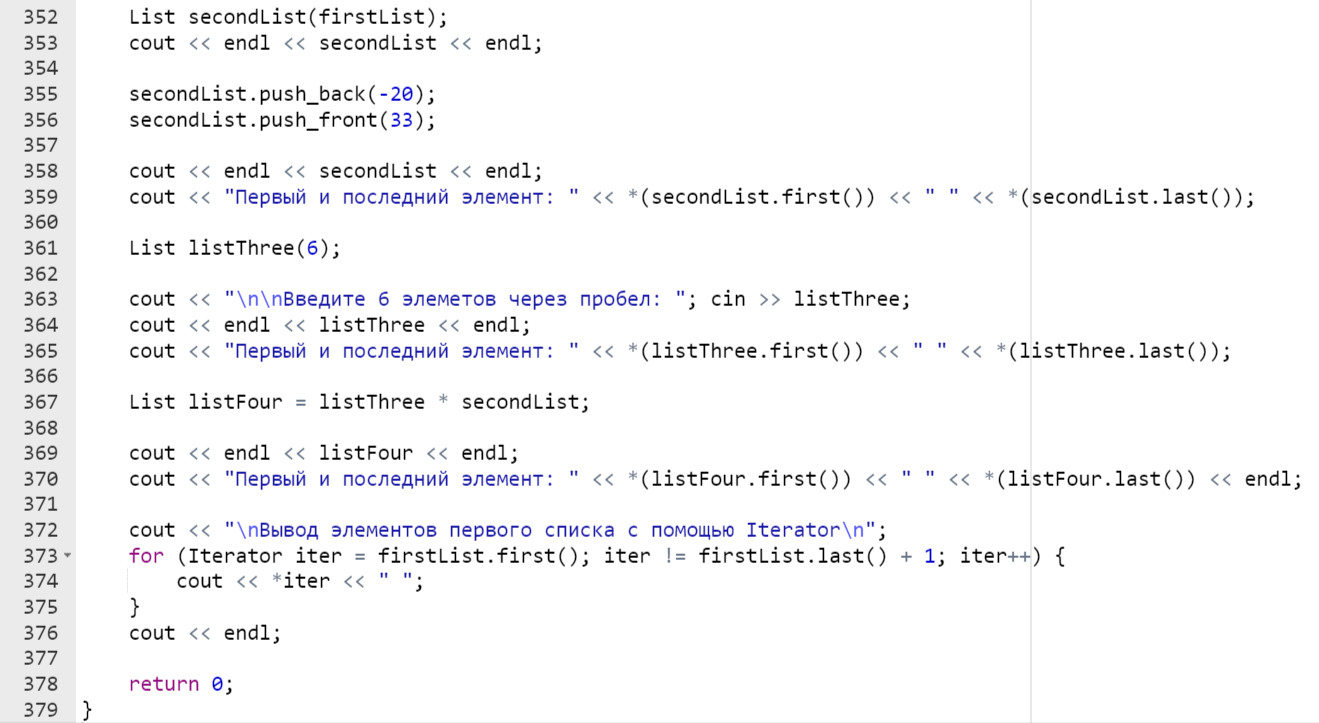 352 List secondList(firstList);
353 cout << endl << secondList << endl;
354
355 secondList.push_back(-20);
356 secondList.push_front(33);
357
358 cout << endl << secondList << endl;
359 cout << "Первый и последний элемент: " << *(secondList.first()) << " " << *(secondList.last());
360
361 List listThree(6);
362
363 cout << "\n\nВведите 6 элеметов через пробел: "; cin >> listThree;
364 cout << endl << listThree << endl;
365 cout << "Первый и последний элемент: " << *(listThree.first()) << " " << *(listThree.last());
366
367 List listFour = listThree * secondList;
368
369 cout << endl << listFour << endl;
370 cout << "Первый и последний элемент: " << *(listFour.first()) << " " << *(listFour.last()) << endl;
371
372 cout << "\nВывод элементов первого списка с помощью Iterator\n";
373 for (Iterator iter = firstList.first(); iter != firstList.last() + 1; iter++) {
374 cout << *iter << " ";
375 }
376 cout << endl;
377
378 return 0;
379 }